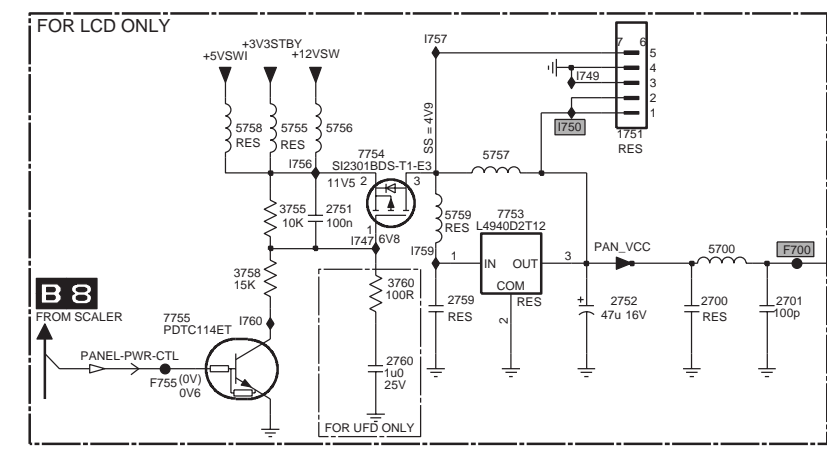 FOR LCD ONLY
+5VSWI
+3V3STBY
+12VSW
5758
RES
5755
RES
5756
I756
7754
SI2301BDS-T1-E3
11V5
2
3
1
I747
6V8
3755
10K
2751
100n
3758
15K
3760
100R
2760
1u0
25V
FOR UFD ONLY
B 8
FROM SCALER
PANEL-PWR-CTL
F755
(0V)
0V6
7755
PDTC114ET
I760
I757
SS = 4V9
7
6
5
4
3
2
1
I749
I750
1751
RES
5757
5759
RES
I759
1
7753
L4940D2T12
IN
OUT
COM
3
2
RES
2759
RES
PAN_VCC
+
2752
47u 16V
5700
F700
2700
RES
2701
100p